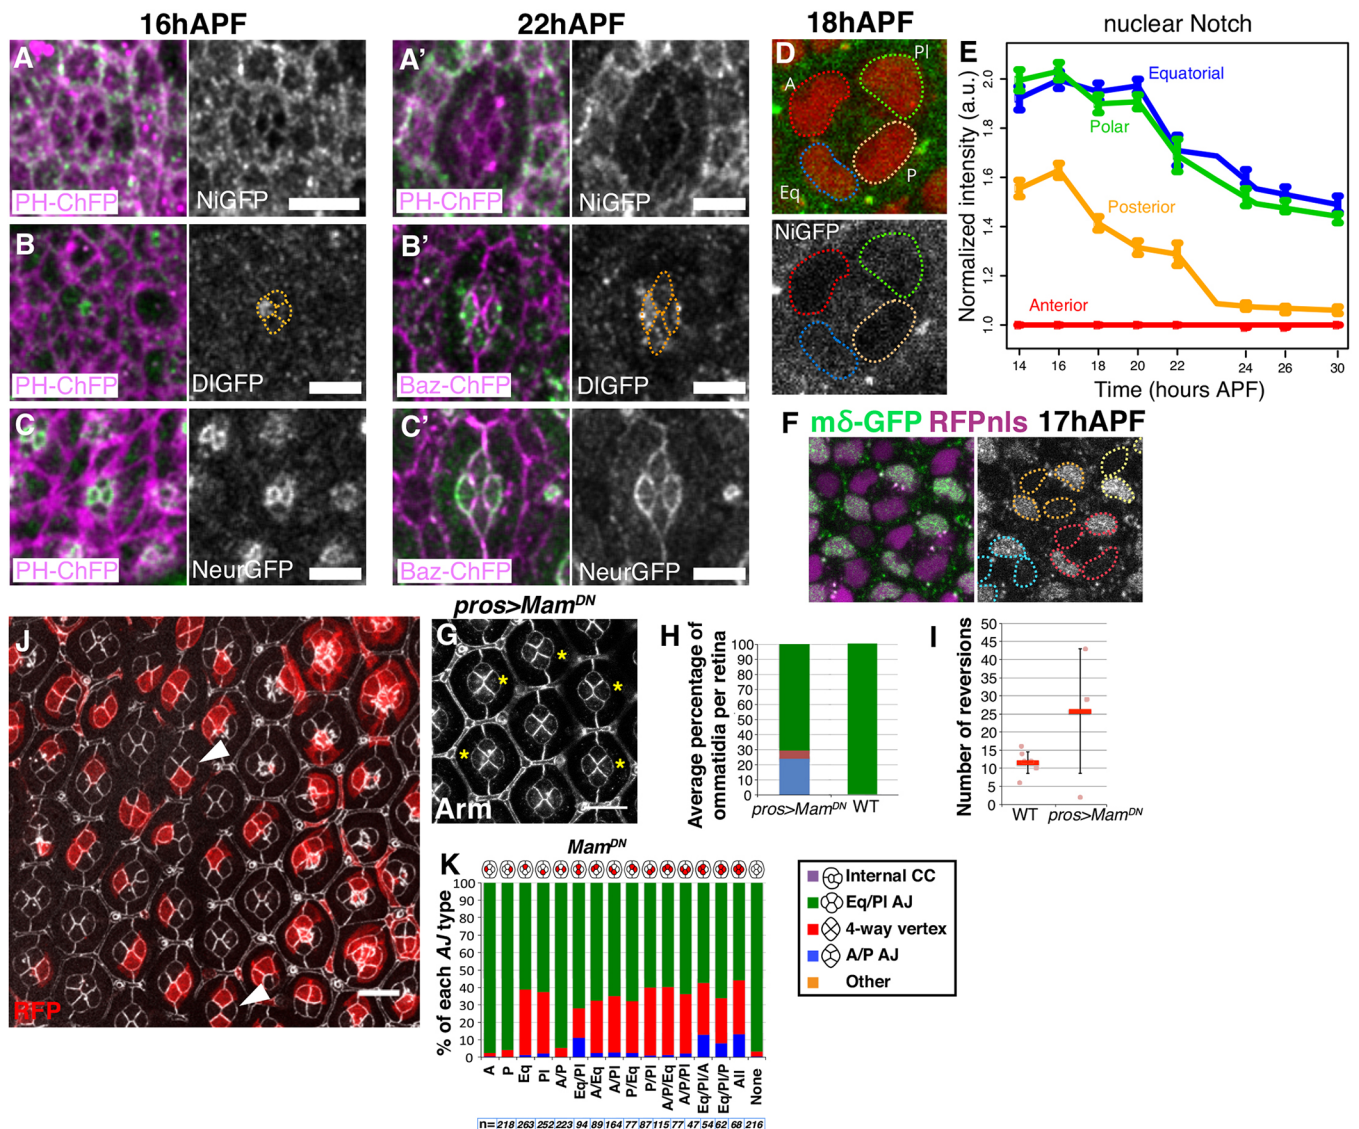 16hAPF
22hAPF
18hAPF
nuclear Notch
A
PH-ChFP
NiGFP
A’
PH-ChFP
NiGFP
D
A
Pl
Eq
P
NiGFP
E
Normalized intensity (a.u.)
2.0
1.8
1.6
1.4
1.2
1.0
Equatorial
Polar
Posterior
Anterior
14
16
18
20
22
24
26
30
Time (hours APF)
B
PH-ChFP
DlGFP
B’
Baz-ChFP
DlGFP
C
PH-ChFP
NeurGFP
C’
Baz-ChFP
NeurGFP
F mδ-GFP RFPnls 17hAPF
J
RFP
pros>MamDN
G
Arm
*
*
*
*
*
H
Average percentage of
ommatidia per retina
100
90
80
70
60
50
40
30
20
10
0
pros>MamDN WT
I
Number of reversions
50
45
40
35
30
25
20
15
10
5
0
WT pros>MamDN
K
MamDN
% of each AJ type
100
90
80
70
60
50
40
30
20
10
0
A
P
Eq
Pl
A/P
Eq/Pl
A/Eq
A/Pl
P/Eq
P/Pl
A/P/Eq
A/P/Pl
Eq/Pl/A
Eq/Pl/P
All
None
n= 218 263 252 223 94 89 164 77 87 115 77 47 54 62 68 216
Internal CC
Eq/Pl AJ
4-way vertex
A/P AJ
Other